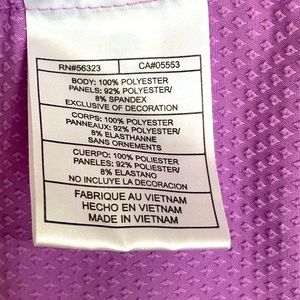 RN#56323 CA#05553
BODY: 100% POLYESTER
PANELS: 92% POLYESTER/
8% SPANDEX
EXCLUSIVE OF DECORATION
CORPS: 100% POLYESTER
PANNEAUX: 92% POLYESTER/
8% ELASTHANNE
SANS ORNEMENTS
CUERPO: 100% POLIESTER
PANELES: 92% POLIESTER/
8% ELASTANO
NO INCLUYE LA DECORACION
FABRIQUE AU VIETNAM
HECHO EN VIETNAM
MADE IN VIETNAM